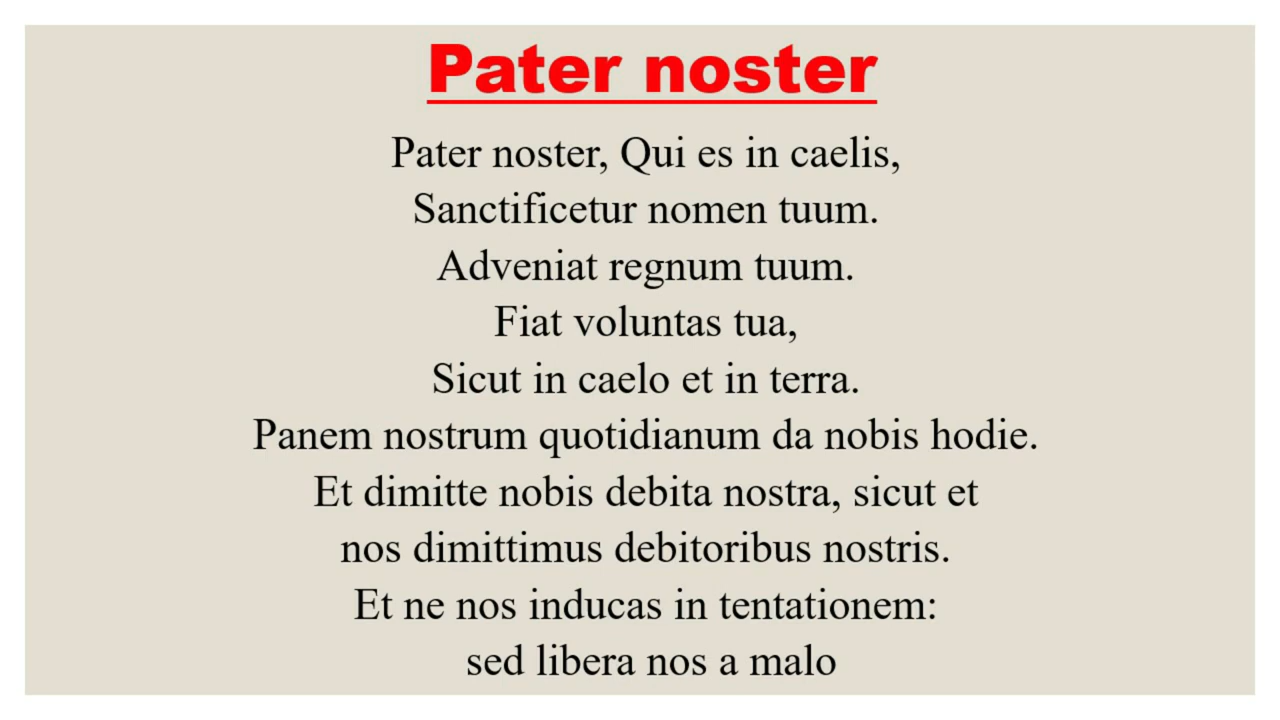 Pater noster
Pater noster, Qui es in caelis,
Sanctificetur nomen tuum.
Adveniat regnum tuum.
Fiat voluntas tua,
Sicut in caelo et in terra.
Panem nostrum quotidianum da nobis hodie.
Et dimitte nobis debita nostra, sicut et
nos dimittimus debitoribus nostris.
Et ne nos inducas in tentationem:
sed libera nos a malo